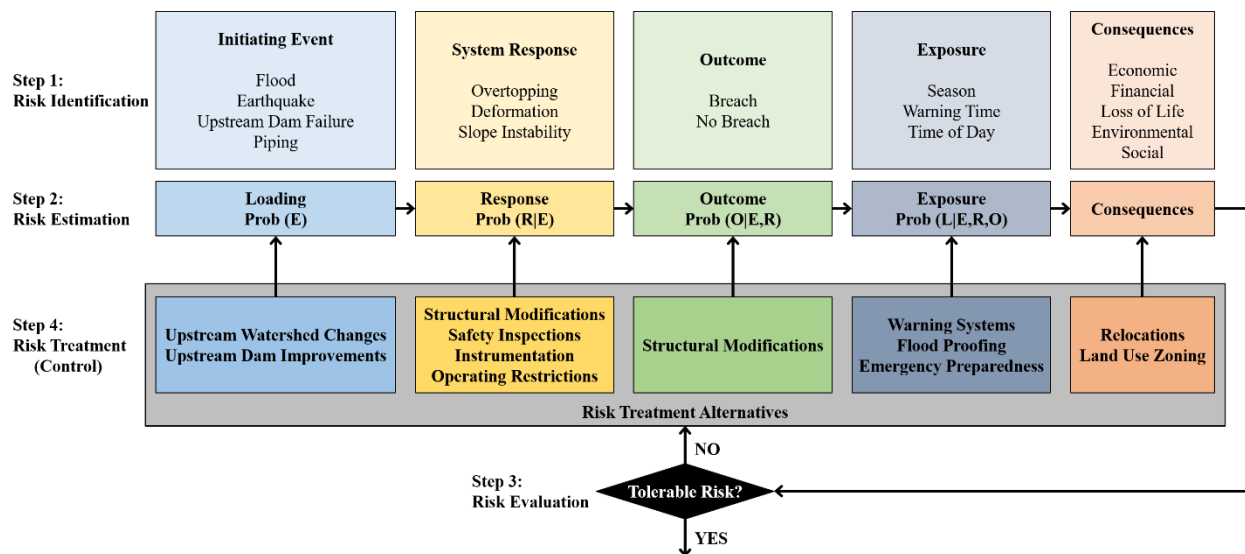 Step 1:
Risk Identification
Initiating Event
Flood
Earthquake
Upstream Dam Failure
Piping
System Response
Overtopping
Deformation
Slope Instability
Outcome
Breach
No Breach
Exposure
Season
Warning Time
Time of Day
Consequences
Economic
Financial
Loss of Life
Environmental
Social
Step 2:
Risk Estimation
Loading
Prob (E)
Response
Prob (R|E)
Outcome
Prob (O|E,R)
Exposure
Prob (L|E,R,O)
Consequences
Step 4:
Risk Treatment
(Control)
Upstream Watershed Changes
Upstream Dam Improvements
Structural Modifications
Safety Inspections
Instrumentation
Operating Restrictions
Structural Modifications
Warning Systems
Flood Proofing
Emergency Preparedness
Relocations
Land Use Zoning
Risk Treatment Alternatives
NO
Step 3:
Risk Evaluation
Tolerable Risk?
YES